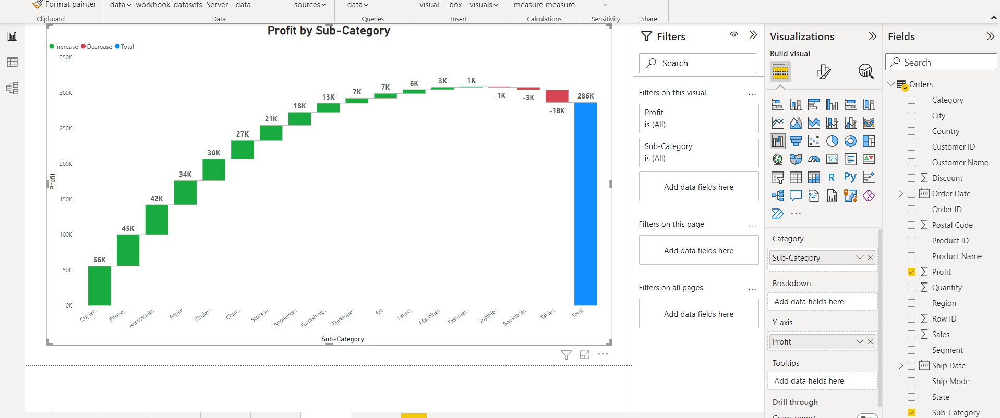 Format painter
data
workbook
datasets
Server
data
sources
data
visual
box
visuals
measure measure
Clipboard
Data
Queries
Insert
Calculations
Sensitivity
Share
Profit by Sub-Category
Increase Decrease Total
350K
300K
250K
200K
150K
100K
50K
0K
Profit
56K
45K
42K
34K
30K
27K
21K
18K
13K
7K
7K
6K
3K
1K
-1K
-3K
-18K
286K
Copiers
Phones
Accessories
Paper
Binders
Chairs
Storage
Appliances
Furnishings
Envelopes
Art
Labels
Machines
Fasteners
Supplies
Bookcases
Tables
Total
Sub-Category
Filters
Search
Filters on this visual
...
Profit
is (All)
Sub-Category
is (All)
Add data fields here
Filters on this page
...
Add data fields here
Filters on all pages
...
Add data fields here
Visualizations
Build visual
123
R
Py
...
Category
Sub-Category
Breakdown
Add data fields here
Y-axis
Profit
Tooltips
Add data fields here
Drill through
Cross-report
Off
Fields
Search
Orders
Category
City
Country
Customer ID
Customer Name
Σ Discount
Order Date
Order ID
Σ Postal Code
Product ID
Product Name
Σ Profit
Σ Quantity
Region
Σ Row ID
Σ Sales
Segment
Ship Date
Ship Mode
State
Sub-Category